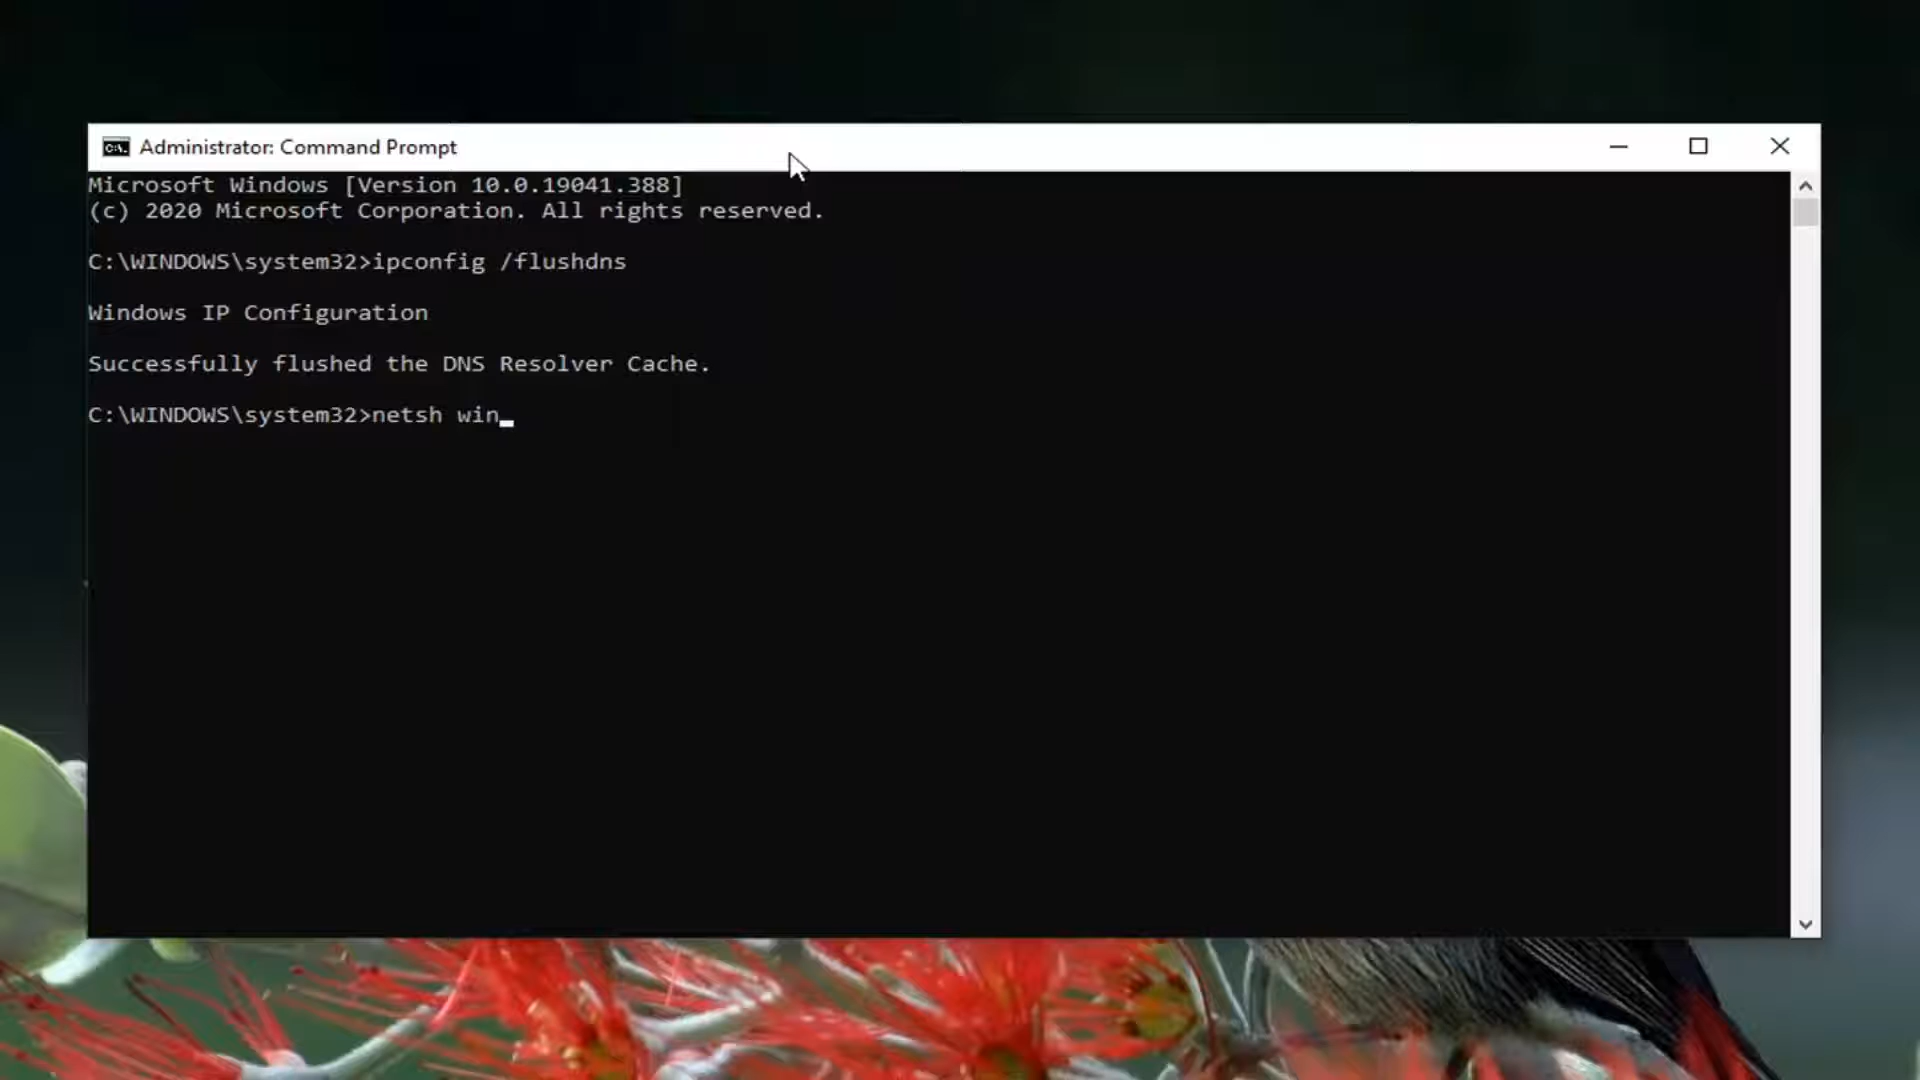 Administrator: Command Prompt
Microsoft Windows [Version 10.0.19041.388]
(c) 2020 Microsoft Corporation. All rights reserved.
C:\WINDOWS\system32>ipconfig /flushdns
Windows IP Configuration
Successfully flushed the DNS Resolver Cache.
C:\WINDOWS\system32>netsh win